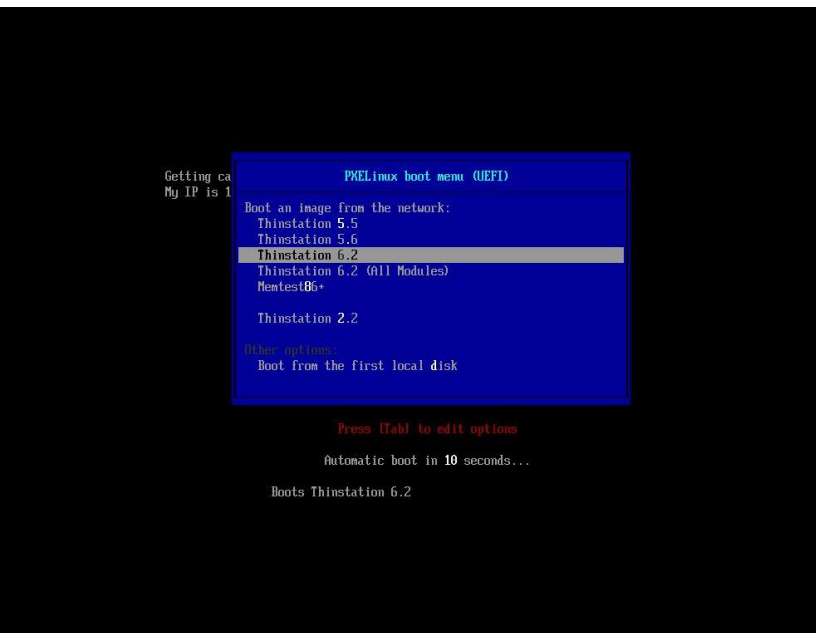 Getting ca
My IP is 1
PXELinux boot menu (UEFI)
Boot an image from the network:
Thinstation 5.5
Thinstation 5.6
Thinstation 6.2
Thinstation 6.2 (All Modules)
Memtest86+
Thinstation 2.2
Other options:
Boot from the first local disk
Press [Tab] to edit options
Automatic boot in 10 seconds...
Boots Thinstation 6.2